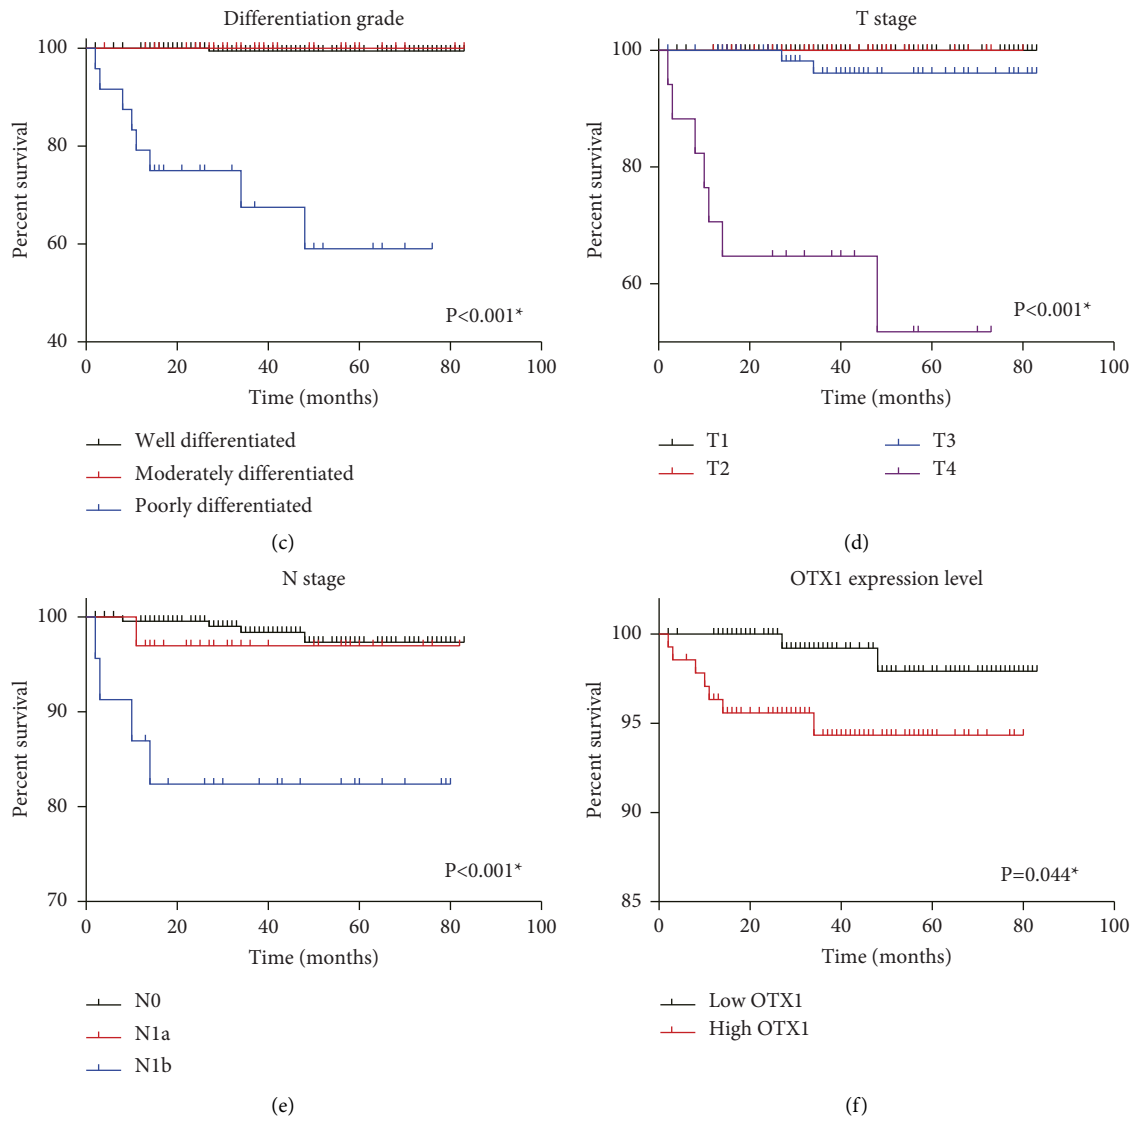 Differentiation grade
100
80
60
40
Percent survival
P<0.001*
0 20 40 60 80 100
Time (months)
Well differentiated
Moderately differentiated
Poorly differentiated
(c)
T stage
100
80
60
Percent survival
P<0.001*
0 20 40 60 80 100
Time (months)
T1 T3
T2 T4
(d)
N stage
100
90
80
70
Percent survival
P<0.001*
0 20 40 60 80 100
Time (months)
N0
N1a
N1b
(e)
OTX1 expression level
100
95
90
85
Percent survival
P=0.044*
0 20 40 60 80 100
Time (months)
Low OTX1
High OTX1
(f)